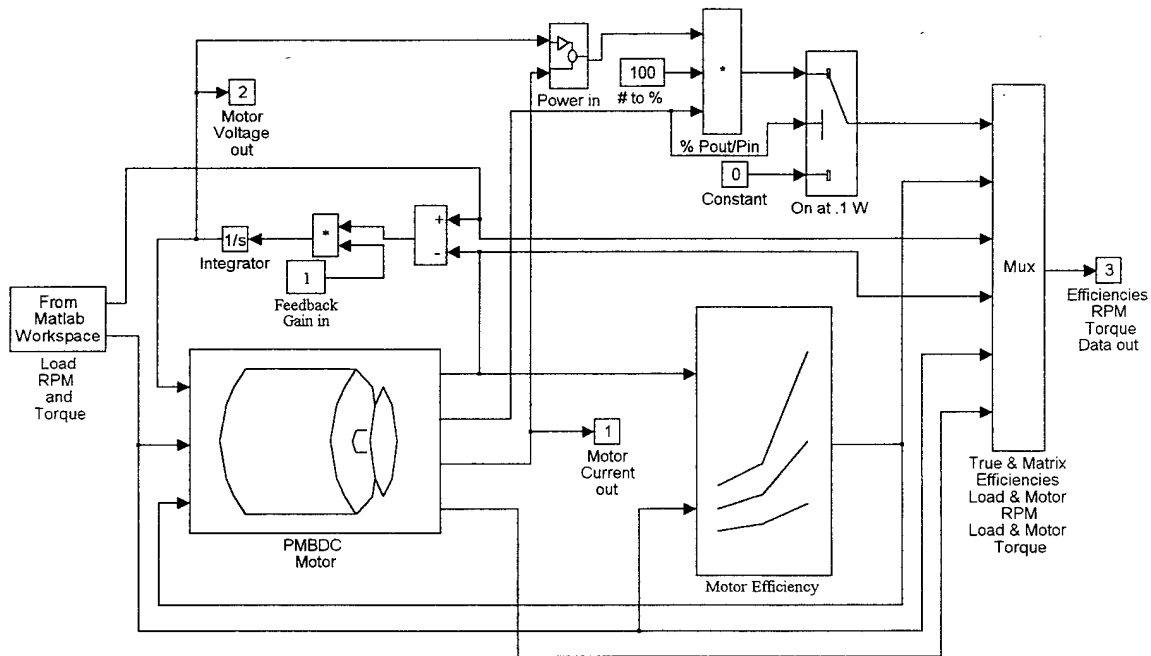 2
Motor
Voltage
out
Power in
100
# to %
*
% Pout/Pin
0
Constant
On at .1 W
+
-
*
1/s
Integrator
1
Feedback
Gain in
From
Matlab
Workspace
Load
RPM
and
Torque
Mux
3
Efficiencies
RPM
Torque
Data out
1
Motor
Current
out
PMBDC
Motor
Motor Efficiency
True & Matrix
Efficiencies
Load & Motor
RPM
Load & Motor
Torque